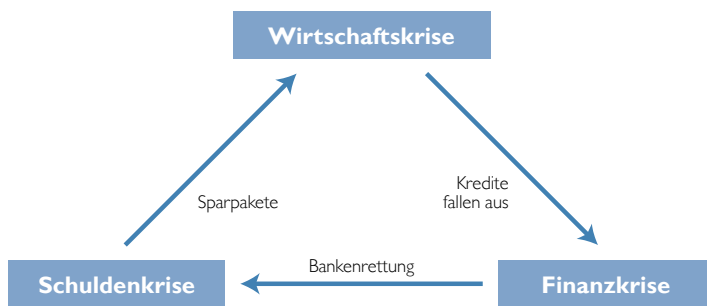 Wirtschaftskrise
Sparpakete
Kredite
fallen aus
Bankenrettung
Schuldenkrise
Finanzkrise